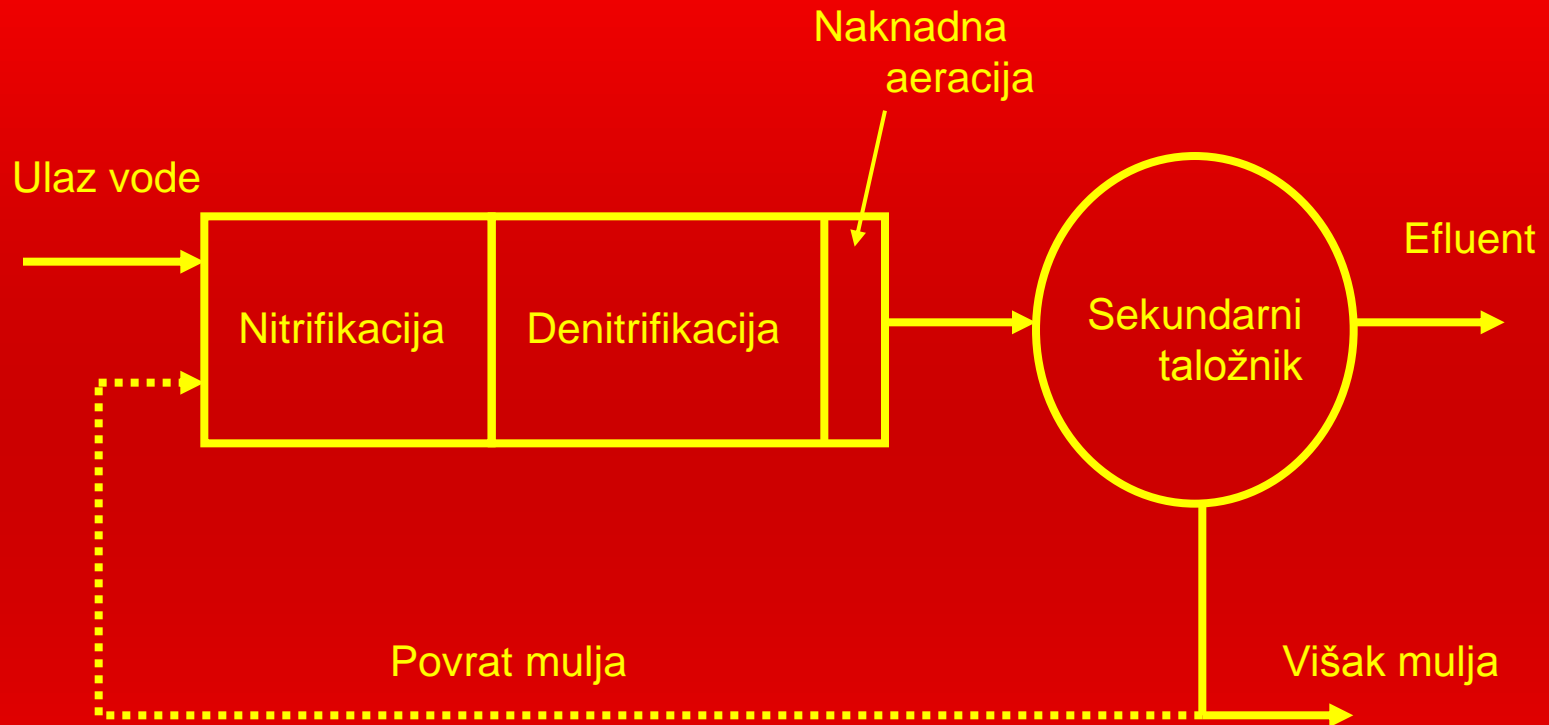 Naknadna
aeracija
Ulaz vode
Efluent
Nitrifikacija
Denitrifikacija
Sekundarni
taložnik
Povrat mulja
Višak mulja